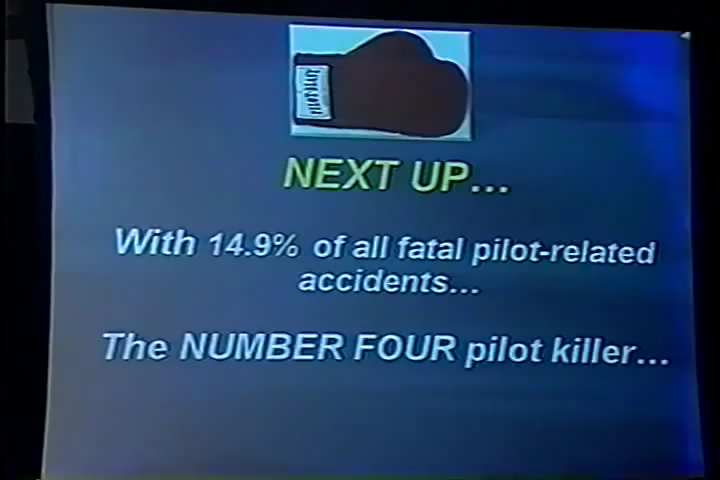 NEXT UP...
With 14.9% of all fatal pilot-related
accidents...
The NUMBER FOUR pilot killer...